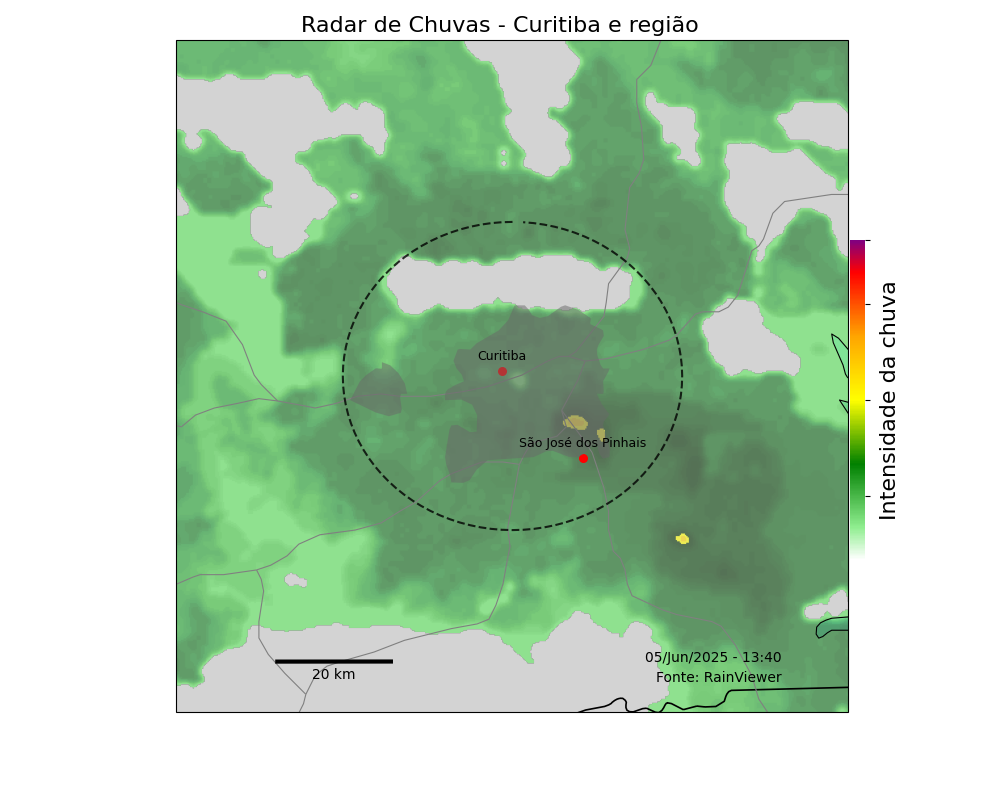 Radar de Chuvas - Curitiba e região
Curitiba
São José dos Pinhais
Intensidade da chuva
20 km
05/Jun/2025 - 13:40
Fonte: RainViewer